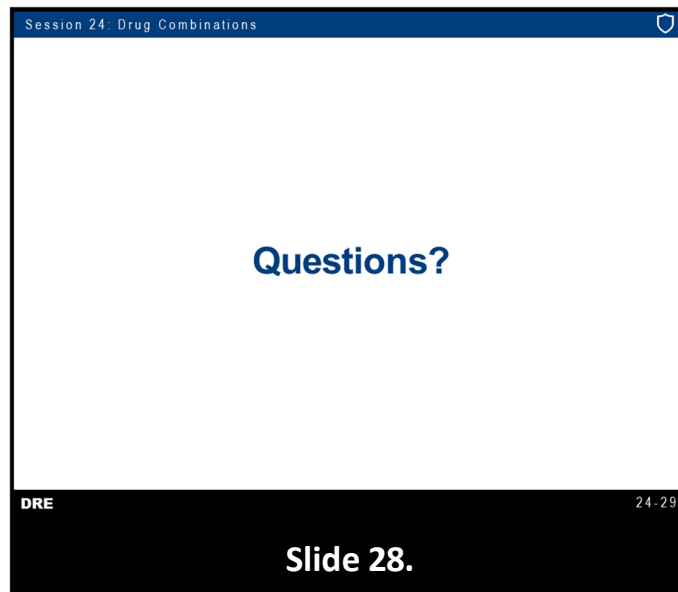 Session 24: Drug Combinations
Questions?
DRE
24-29
Slide 28.